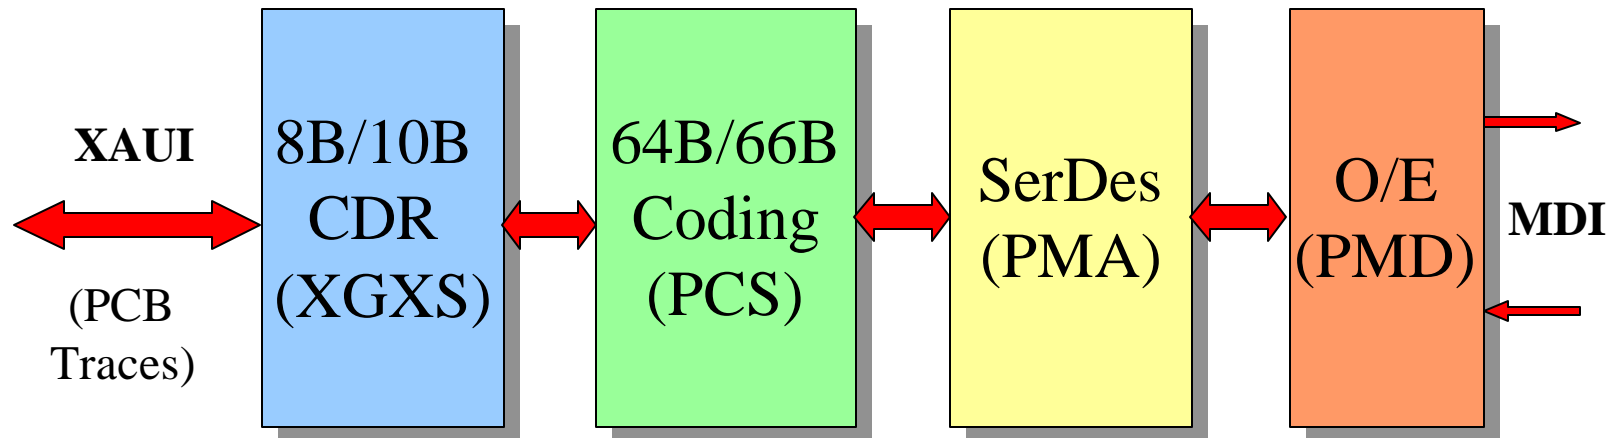 XAUI
(PCB
Traces)
8B/10B
CDR
(XGXS)
64B/66B
Coding
(PCS)
SerDes
(PMA)
O/E
(PMD)
MDI